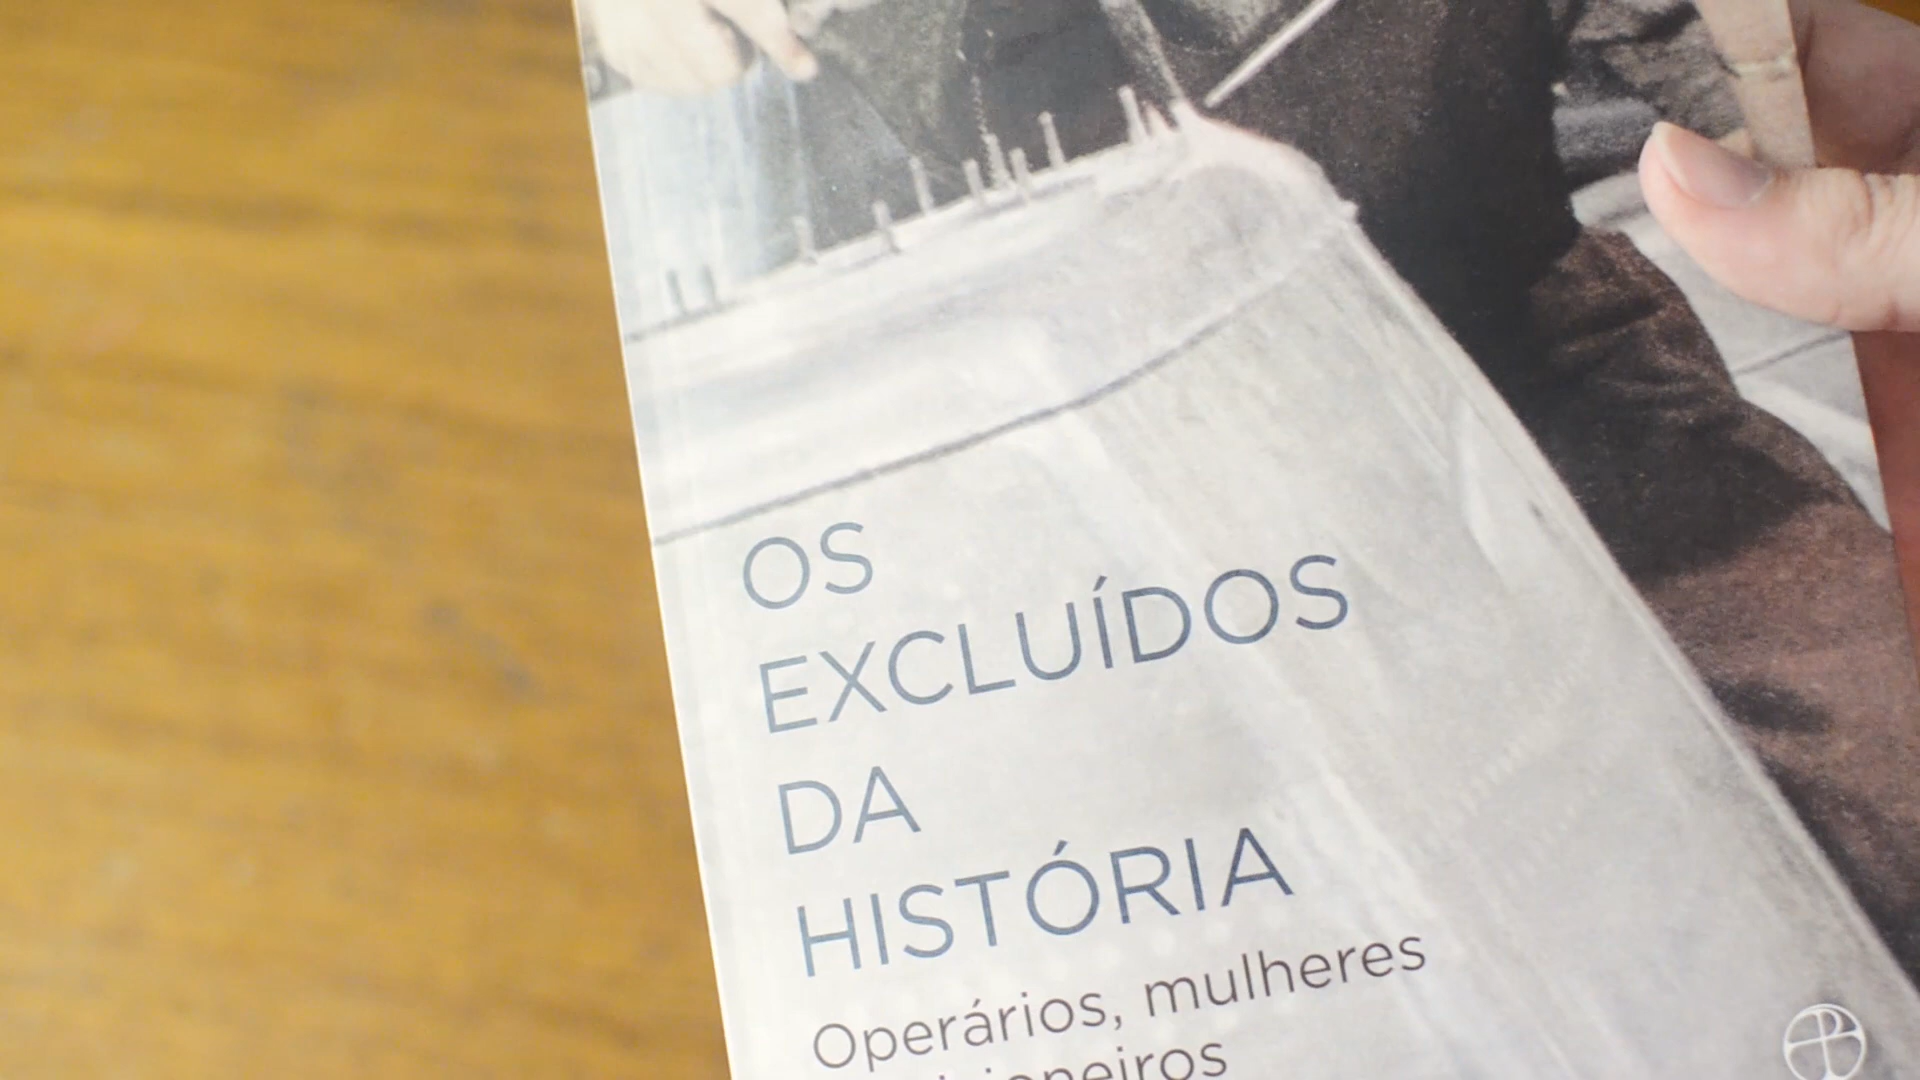 OS
EXCLUÍDOS
DA
HISTÓRIA
Operários, mulheres